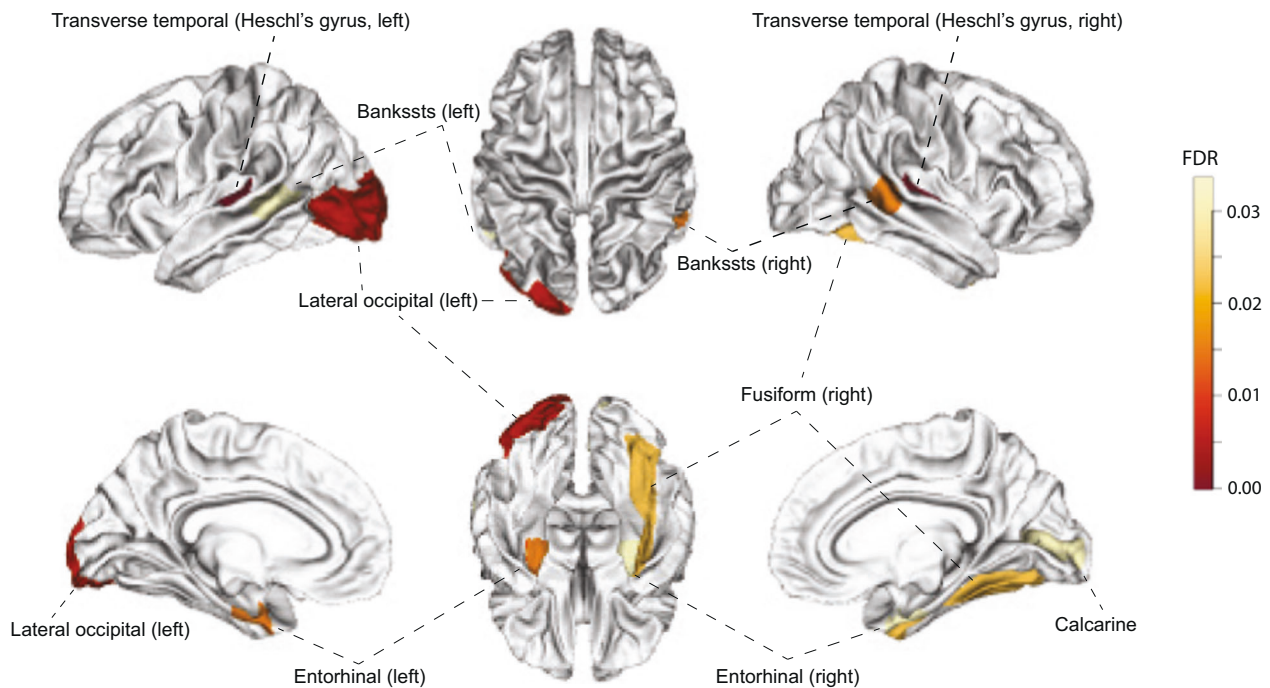 Transverse temporal (Heschl's gyrus, left)
Transverse temporal (Heschl's gyrus, right)
Bankssts (left)
FDR
0.03
0.02
0.01
0.00
Bankssts (right)
Lateral occipital (left)
Fusiform (right)
Lateral occipital (left)
Calcarine
Entorhinal (left)
Entorhinal (right)